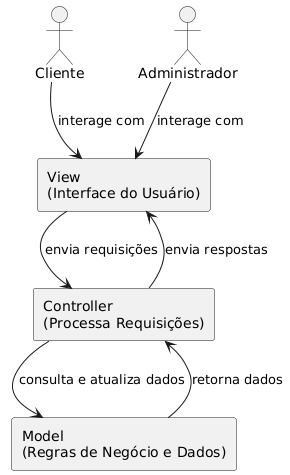 Cliente
Administrador
interage com
interage com
View
(Interface do Usuário)
envia requisições
envia respostas
Controller
(Processa Requisições)
consulta e atualiza dados
retorna dados
Model
(Regras de Negócio e Dados)